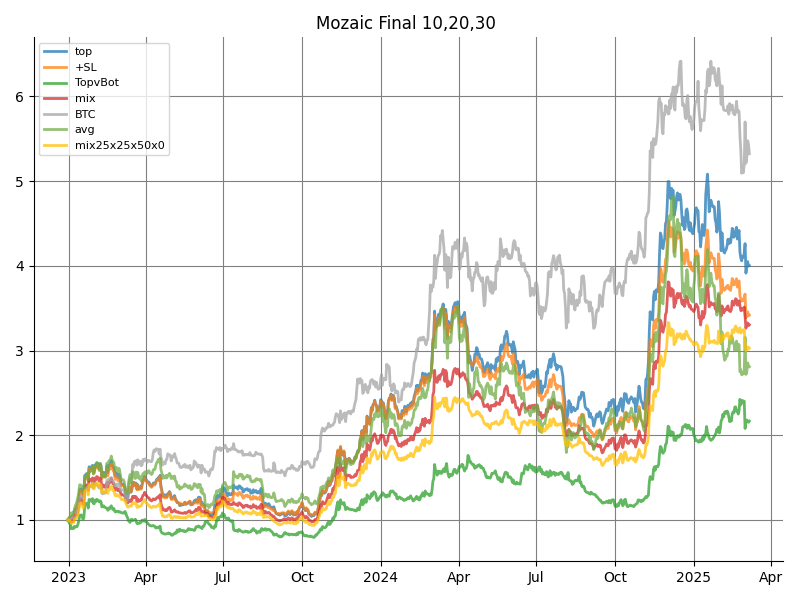 Mozaic Final 10,20,30
top
+SL
TopvBot
mix
BTC
avg
mix25x25x50x0
6
5
4
3
2
1
2023 Apr Jul Oct 2024 Apr Jul Oct 2025 Apr